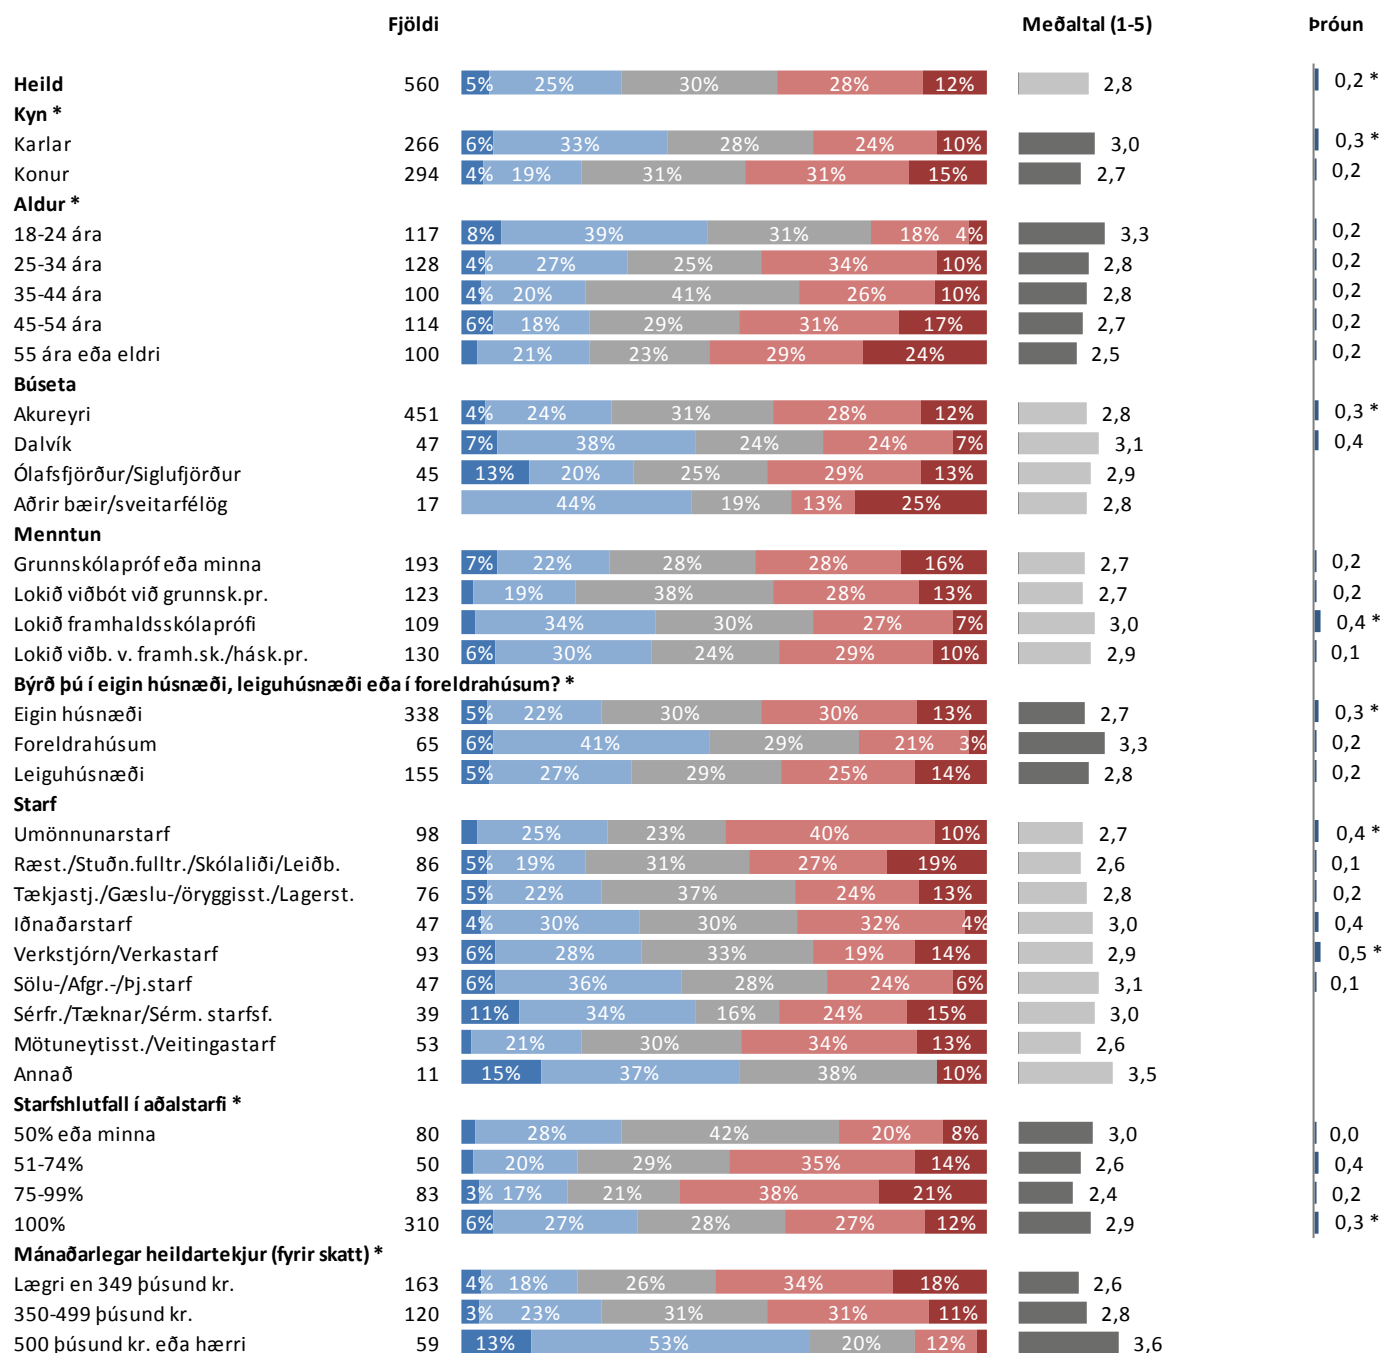 Fjöldi Meðaltal (1-5) Þróun
Heild 560 5% 25% 30% 28% 12% 2,8 0,2 *
Kyn *
Karlar 266 6% 33% 28% 24% 10% 3,0 0,3 *
Konur 294 4% 19% 31% 31% 15% 2,7 0,2
Aldur *
18-24 ára 117 8% 39% 31% 18% 4% 3,3 0,2
25-34 ára 128 4% 27% 25% 34% 10% 2,8 0,2
35-44 ára 100 4% 20% 41% 26% 10% 2,8 0,2
45-54 ára 114 6% 18% 29% 31% 17% 2,7 0,2
55 ára eða eldri 100 21% 23% 29% 24% 2,5 0,2
Búseta
Akureyri 451 4% 24% 31% 28% 12% 2,8 0,3 *
Dalvík 47 7% 38% 24% 24% 7% 3,1 0,4
Ólafsfjörður/Siglufjörður 45 13% 20% 25% 29% 13% 2,9
Aðrir bæir/sveitarfélög 17 44% 19% 13% 25% 2,8
Menntun
Grunnskólapróf eða minna 193 7% 22% 28% 28% 16% 2,7 0,2
Lokið viðbót við grunnsk.pr. 123 19% 38% 28% 13% 2,7 0,2
Lokið framhaldsskólaprófi 109 34% 30% 27% 7% 3,0 0,4 *
Lokið viðb. v. framh.sk./hásk.pr. 130 6% 30% 24% 29% 10% 2,9 0,1
Býrð þú í eigin húsnæði, leiguhúsnæði eða í foreldrahúsum? *
Eigin húsnæði 338 5% 22% 30% 30% 13% 2,7 0,3 *
Foreldrahúsum 65 6% 41% 29% 21% 3% 3,3 0,2
Leiguhúsnæði 155 5% 27% 29% 25% 14% 2,8 0,2
Starf
Umönnunarstarf 98 25% 23% 40% 10% 2,7 0,4 *
Ræst./Stuðn.fulltr./Skólaliði/Leiðb. 86 5% 19% 31% 27% 19% 2,6 0,1
Tækjastj./Gæslu-/öryggisst./Lagerst. 76 5% 22% 37% 24% 13% 2,8 0,2
Iðnaðarstarf 47 4% 30% 30% 32% 4% 3,0 0,4
Verkstjórn/Verkastarf 93 6% 28% 33% 19% 14% 2,9 0,5 *
Sölu-/Afgr.-/Þj.starf 47 6% 36% 28% 24% 6% 3,1 0,1
Sérfr./Tæknar/Sérm. starfsf. 39 11% 34% 16% 24% 15% 3,0
Mötuneytisst./Veitingastarf 53 21% 30% 34% 13% 2,6
Annað 11 15% 37% 38% 10% 3,5
Starfshlutfall í aðalstarfi *
50% eða minna 80 28% 42% 20% 8% 3,0 0,0
51-74% 50 20% 29% 35% 14% 2,6 0,4
75-99% 83 3% 17% 21% 38% 21% 2,4 0,2
100% 310 6% 27% 28% 27% 12% 2,9 0,3 *
Mánaðarlegar heildartekjur (fyrir skatt) *
Lægri en 349 þúsund kr. 163 4% 18% 26% 34% 18% 2,6
350-499 þúsund kr. 120 3% 23% 31% 31% 11% 2,8
500 þúsund kr. eða hærri 59 13% 53% 20% 12% 3,6